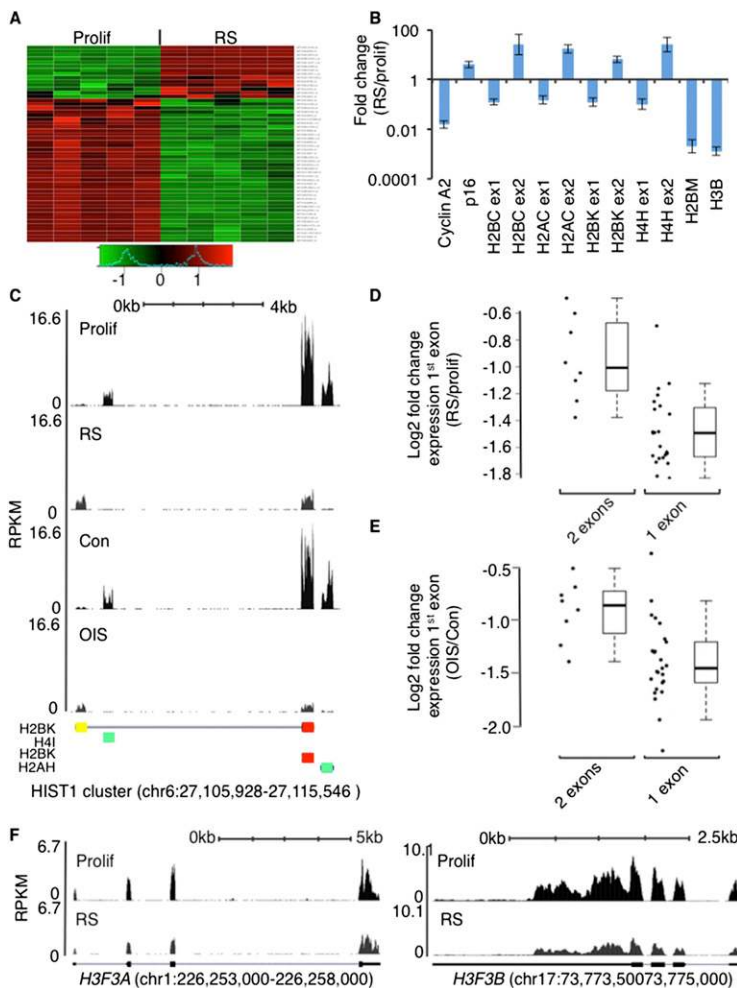 A
Prolif
RS
-1
0
1
B
Fold change
(RS/prolif)
100
1
0.01
0.0001
Cyclin A2
p16
H2BC ex1
H2BC ex2
H2AC ex1
H2AC ex2
H2BK ex1
H2BK ex2
H4H ex1
H4H ex2
H2BM
H3B
C
0kb
4kb
RPKM
16.6
Prolif
0
16.6
RS
0
16.6
Con
0
16.6
OIS
0
H2BK
H4I
H2BK
H2AH
HIST1 cluster (chr6:27,105,928-27,115,546 )
D
Log2 fold change
expression 1st exon
(RS/prolif)
-0.6
-0.8
-1.0
-1.2
-1.4
-1.6
-1.8
2 exons
1 exon
E
Log2 fold change
expression 1st exon
(OIS/Con)
-0.5
-1.0
-1.5
-2.0
2 exons
1 exon
F
0kb
5kb
RPKM
6.7
Prolif
0
6.7
RS
0
H3F3A (chr1:226,253,000-226,258,000)
0kb
2.5kb
10.1
Prolif
0
10.1
RS
0
H3F3B (chr17:73,773,50073,775,000)